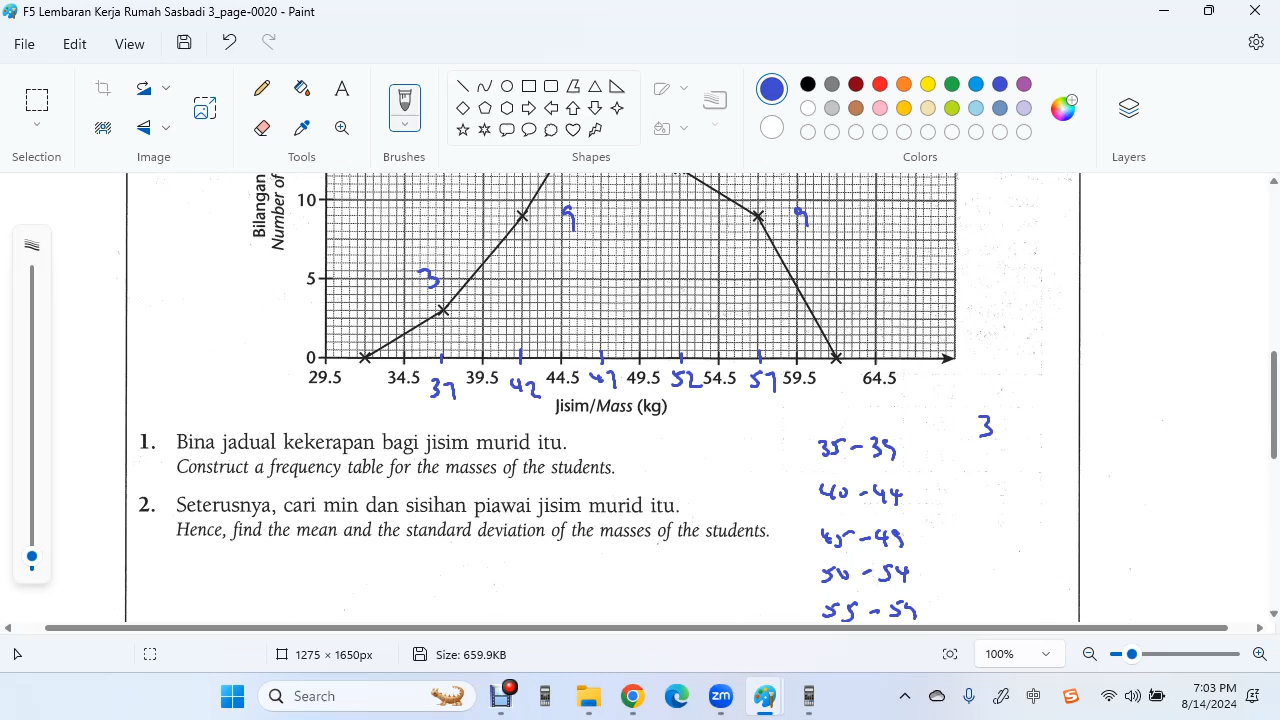 F5 Lembaran Kerja Rumah Sasbadi 3_page-0020 - Paint
File Edit View
Selection Image Tools Brushes Shapes Colors Layers
Bilangan
Number of
10
9 9
5
3
0
29.5 34.5 39.5 44.5 49.5 54.5 59.5 64.5
37 42 47 52 57
Jisim/Mass (kg)
1. Bina jadual kekerapan bagi jisim murid itu.
Construct a frequency table for the masses of the students.
2. Seterusnya, cari min dan sisihan piawai jisim murid itu.
Hence, find the mean and the standard deviation of the masses of the students.
35 - 39 3
40 - 44
45 - 49
50 - 54
55 - 59
1275 × 1650px Size: 659.9KB 100%
Search
zm
中
7:03 PM
8/14/2024